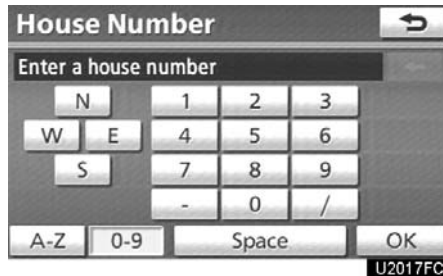 House Number
Enter a house number
N 1 2 3
W E 4 5 6
S 7 8 9
- 0 /
A-Z 0-9 Space OK
U2017FC